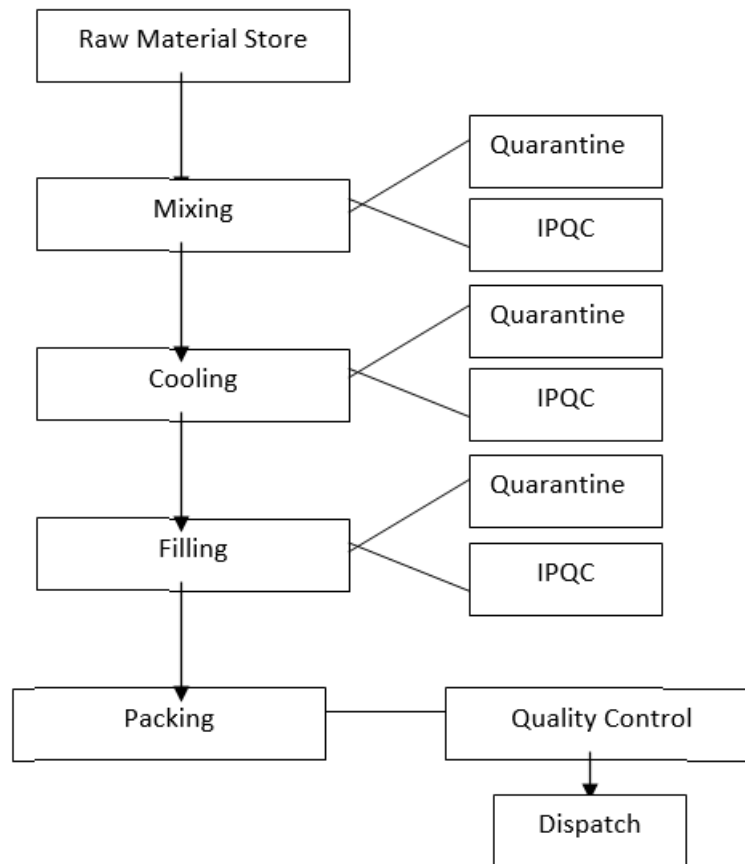 Raw Material Store
Quarantine
Mixing
IPQC
Quarantine
Cooling
IPQC
Quarantine
Filling
IPQC
Packing
Quality Control
Dispatch